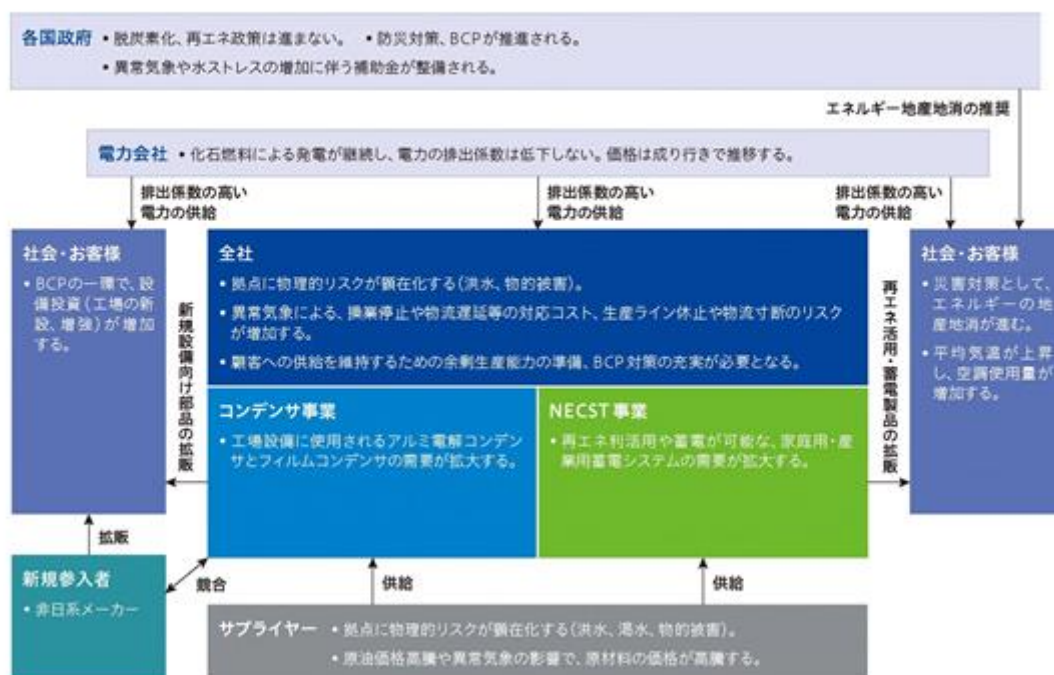 各国政府 • 脱炭素化、再エネ政策は進まない。 • 防災対策、BCPが推進される。
• 異常気象や水ストレスの増加に伴う補助金が整備される。
エネルギー地産地消の推奨
電力会社 • 化石燃料による発電が継続し、電力の排出係数は低下しない。価格は成り行きで推移する。
排出係数の高い
電力の供給
排出係数の高い
電力の供給
排出係数の高い
電力の供給
社会・お客様
• BCPの一環で、設
備投資(工場の新
設、増強)が増加
する。
新規設備向け部品の拡販
全社
• 拠点に物理的リスクが顕在化する(洪水、物的被害)。
• 異常気象による、操業停止や物流遅延等の対応コスト、生産ライン休止や物流寸断のリスク
が増加する。
• 顧客への供給を維持するための余剰生産能力の準備、BCP対策の充実が必要となる。
コンデンサ事業
• 工場設備に使用されるアルミ電解コンデン
サとフィルムコンデンサの需要が拡大する。
NECST事業
• 再エネ利活用や蓄電が可能な、家庭用・産
業用蓄電システムの需要が拡大する。
再エネ活用・蓄電製品の拡販
社会・お客様
• 災害対策として、
エネルギーの地
産地消が進む。
• 平均気温が上昇
し、空調使用量が
増加する。
拡販
新規参入者
• 非日系メーカー
競合
供給
供給
サプライヤー • 拠点に物理的リスクが顕在化する(洪水、渇水、物的被害)。
• 原油価格高騰や異常気象の影響で、原材料の価格が高騰する。